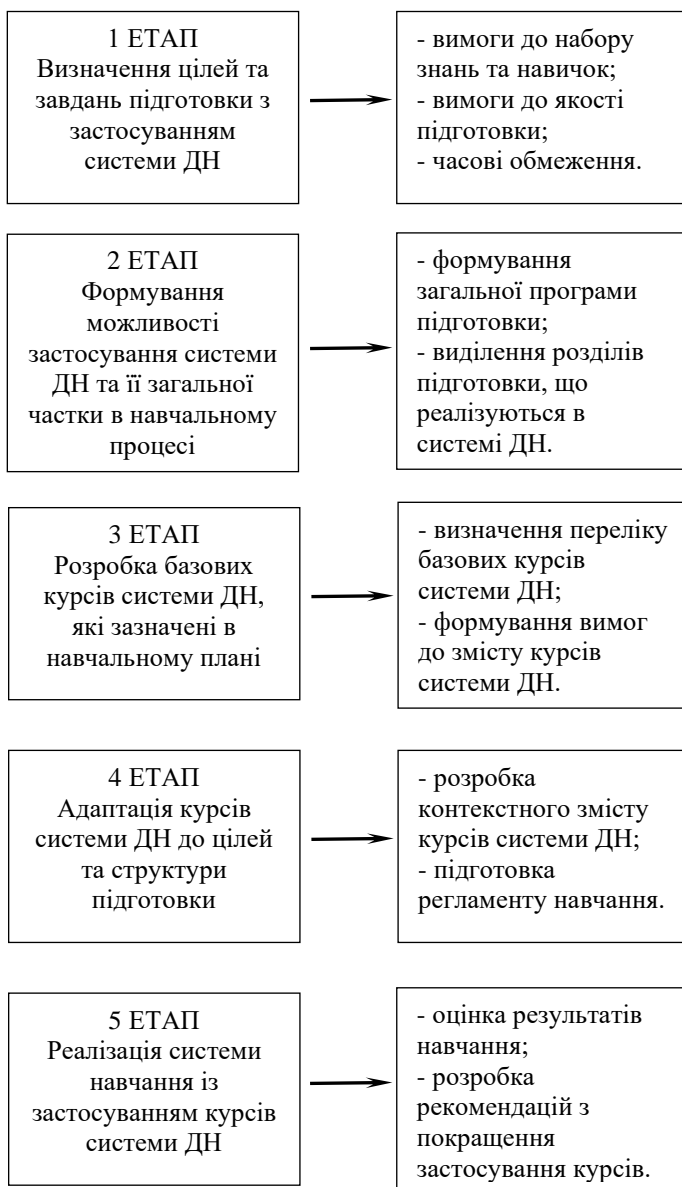 1 ЕТАП
Визначення цілей та
завдань підготовки з
застосуванням
системи ДН
- вимоги до набору
знань та навичок;
- вимоги до якості
підготовки;
- часові обмеження.
2 ЕТАП
Формування
можливості
застосування системи
ДН та її загальної
частки в навчальному
процесі
- формування
загальної програми
підготовки;
- виділення розділів
підготовки, що
реалізуються в
системі ДН.
3 ЕТАП
Розробка базових
курсів системи ДН,
які зазначені в
навчальному плані
- визначення переліку
базових курсів
системи ДН;
- формування вимог
до змісту курсів
системи ДН.
4 ЕТАП
Адаптація курсів
системи ДН до цілей
та структури
підготовки
- розробка
контекстного змісту
курсів системи ДН;
- підготовка
регламенту навчання.
5 ЕТАП
Реалізація системи
навчання із
застосуванням курсів
системи ДН
- оцінка результатів
навчання;
- розробка
рекомендацій з
покращення
застосування курсів.